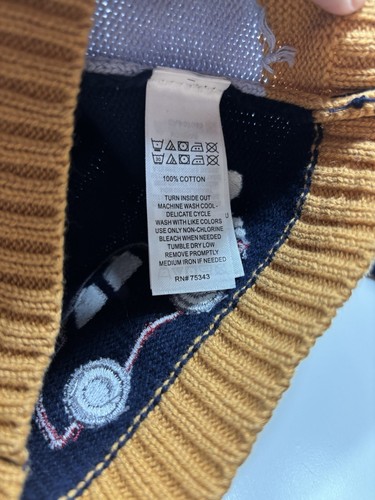 100% COTTON
TURN INSIDE OUT
MACHINE WASH COOL -
DELICATE CYCLE
WASH WITH LIKE COLORS
USE ONLY NON-CHLORINE
BLEACH WHEN NEEDED
TUMBLE DRY LOW
REMOVE PROMPTLY
MEDIUM IRON IF NEEDED
RN# 75343